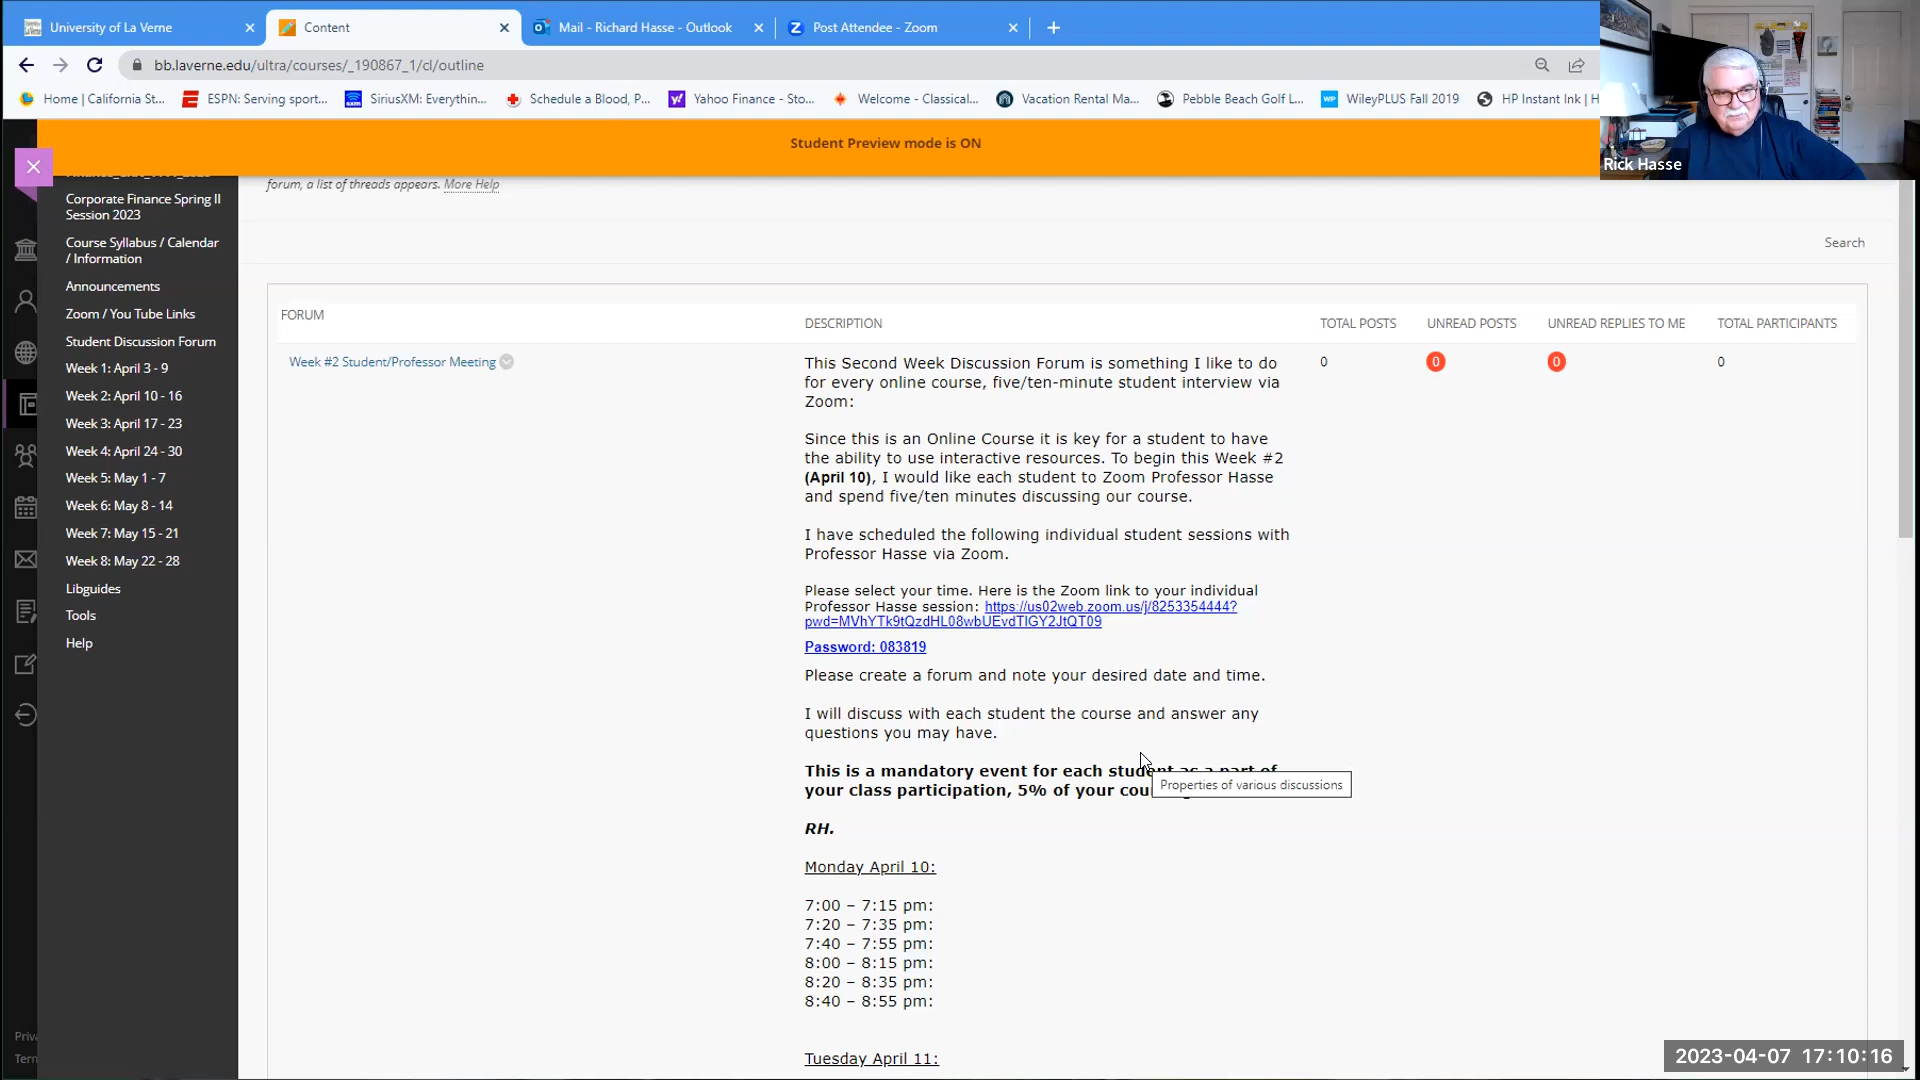 University of La Verne
Content
Mail - Richard Hasse - Outlook
Post Attendee - Zoom
bb.laverne.edu/ultra/courses/_190867_1/cl/outline
Home | California St...
ESPN: Serving sport...
SiriusXM: Everythin...
Schedule a Blood, P...
Yahoo Finance - Sto...
Welcome - Classical...
Vacation Rental Ma...
Pebble Beach Golf L...
WileyPLUS Fall 2019
HP Instant Ink | H
Student Preview mode is ON
Rick Hasse
forum, a list of threads appears. More Help
Corporate Finance Spring II
Session 2023
Course Syllabus / Calendar
/ Information
Announcements
Zoom / You Tube Links
Student Discussion Forum
Week 1: April 3 - 9
Week 2: April 10 - 16
Week 3: April 17 - 23
Week 4: April 24 - 30
Week 5: May 1 - 7
Week 6: May 8 - 14
Week 7: May 15 - 21
Week 8: May 22 - 28
Libguides
Tools
Help
Priva
Term
Search
FORUM
DESCRIPTION
TOTAL POSTS
UNREAD POSTS
UNREAD REPLIES TO ME
TOTAL PARTICIPANTS
Week #2 Student/Professor Meeting
0
0
0
0
This Second Week Discussion Forum is something I like to do
for every online course, five/ten-minute student interview via
Zoom:
Since this is an Online Course it is key for a student to have
the ability to use interactive resources. To begin this Week #2
(April 10), I would like each student to Zoom Professor Hasse
and spend five/ten minutes discussing our course.
I have scheduled the following individual student sessions with
Professor Hasse via Zoom.
Please select your time. Here is the Zoom link to your individual
Professor Hasse session: https://us02web.zoom.us/j/8253354444?
pwd=MVhYTk9tQzdHL08wbUEvdTlGY2JtQT09
Password: 083819
Please create a forum and note your desired date and time.
I will discuss with each student the course and answer any
questions you may have.
This is a mandatory event for each student as a part of
your class participation, 5% of your cou
Properties of various discussions
RH.
Monday April 10:
7:00 – 7:15 pm:
7:20 – 7:35 pm:
7:40 – 7:55 pm:
8:00 – 8:15 pm:
8:20 – 8:35 pm:
8:40 – 8:55 pm:
Tuesday April 11:
2023-04-07 17:10:16